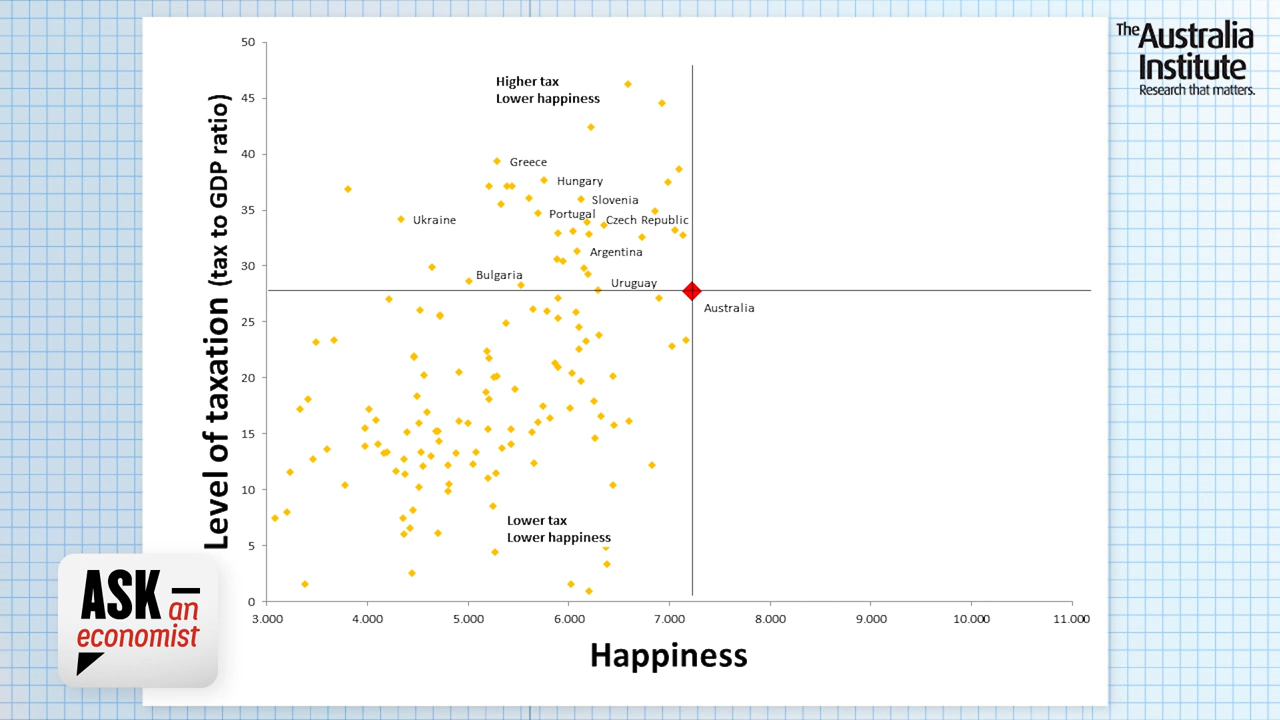 The Australia
Institute
Research that matters.
Level of taxation (tax to GDP ratio)
50
45
40
35
30
25
20
15
10
5
0
Higher tax
Lower happiness
Greece
Hungary
Slovenia
Portugal
Czech Republic
Ukraine
Argentina
Bulgaria
Uruguay
Australia
Lower tax
Lower happiness
3.000 4.000 5.000 6.000 7.000 8.000 9.000 10.000 11.000
Happiness
ASK
an
economist